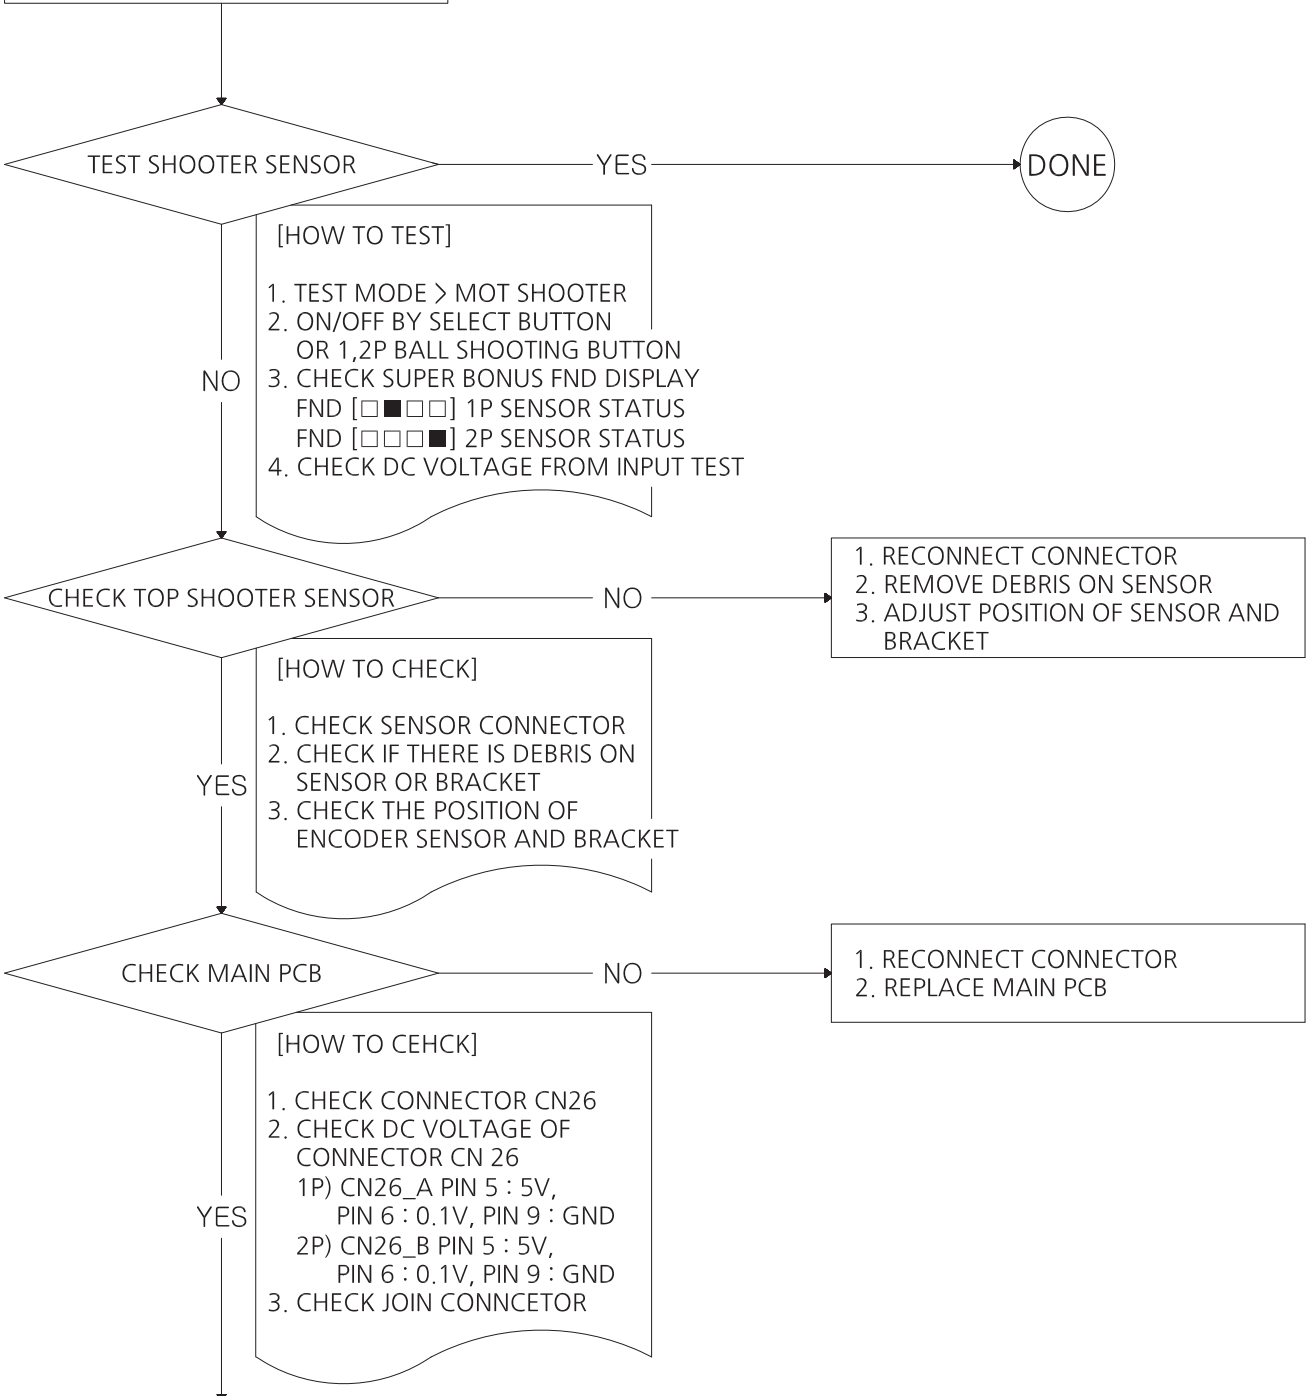 TEST SHOOTER SENSOR
YES
DONE
[HOW TO TEST]
1. TEST MODE > MOT SHOOTER
2. ON/OFF BY SELECT BUTTON
OR 1,2P BALL SHOOTING BUTTON
3. CHECK SUPER BONUS FND DISPLAY
FND [□■□□] 1P SENSOR STATUS
FND [□□□■] 2P SENSOR STATUS
4. CHECK DC VOLTAGE FROM INPUT TEST
NO
CHECK TOP SHOOTER SENSOR
NO
1. RECONNECT CONNECTOR
2. REMOVE DEBRIS ON SENSOR
3. ADJUST POSITION OF SENSOR AND
BRACKET
[HOW TO CHECK]
1. CHECK SENSOR CONNECTOR
2. CHECK IF THERE IS DEBRIS ON
SENSOR OR BRACKET
3. CHECK THE POSITION OF
ENCODER SENSOR AND BRACKET
YES
CHECK MAIN PCB
NO
1. RECONNECT CONNECTOR
2. REPLACE MAIN PCB
[HOW TO CEHCK]
1. CHECK CONNECTOR CN26
2. CHECK DC VOLTAGE OF
CONNECTOR CN 26
1P) CN26_A PIN 5 : 5V,
PIN 6 : 0.1V, PIN 9 : GND
2P) CN26_B PIN 5 : 5V,
PIN 6 : 0.1V, PIN 9 : GND
3. CHECK JOIN CONNCETOR
YES